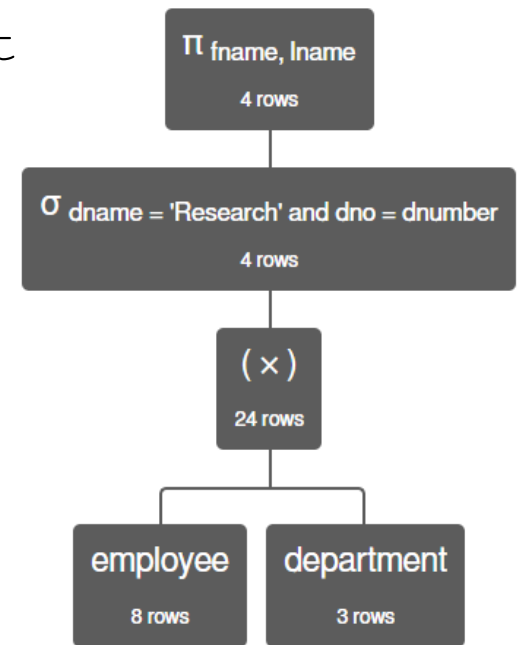 に
π fname, lname
4 rows
σ dname = 'Research' and dno = dnumber
4 rows
( × )
24 rows
employee department
8 rows 3 rows